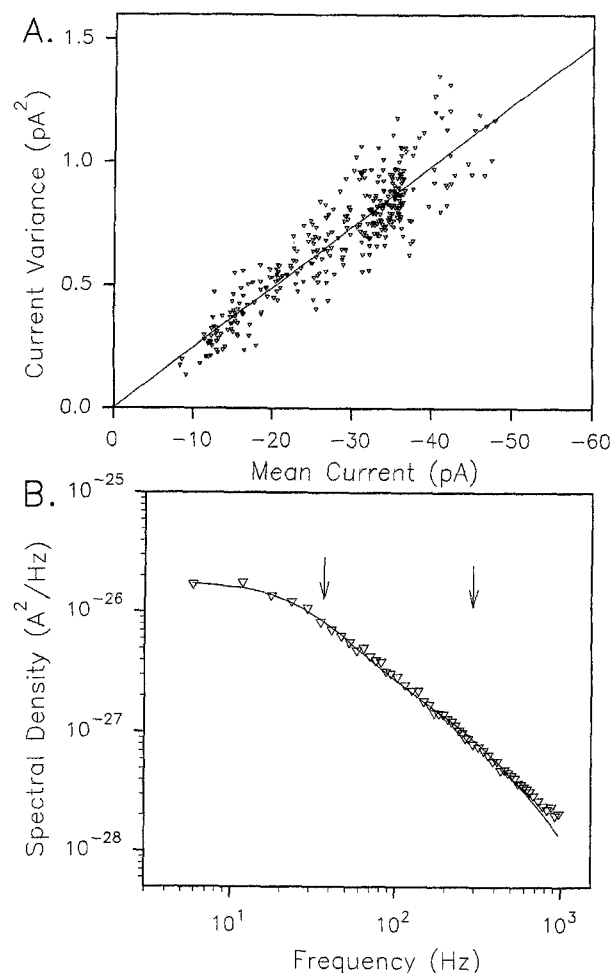 A.
Current Variance (pA²)
1.5
1.0
0.5
0.0
0 -10 -20 -30 -40 -50 -60
Mean Current (pA)
B.
Spectral Density (A²/Hz)
10⁻²⁵
10⁻²⁶
10⁻²⁷
10⁻²⁸
10¹ 10² 10³
Frequency (Hz)